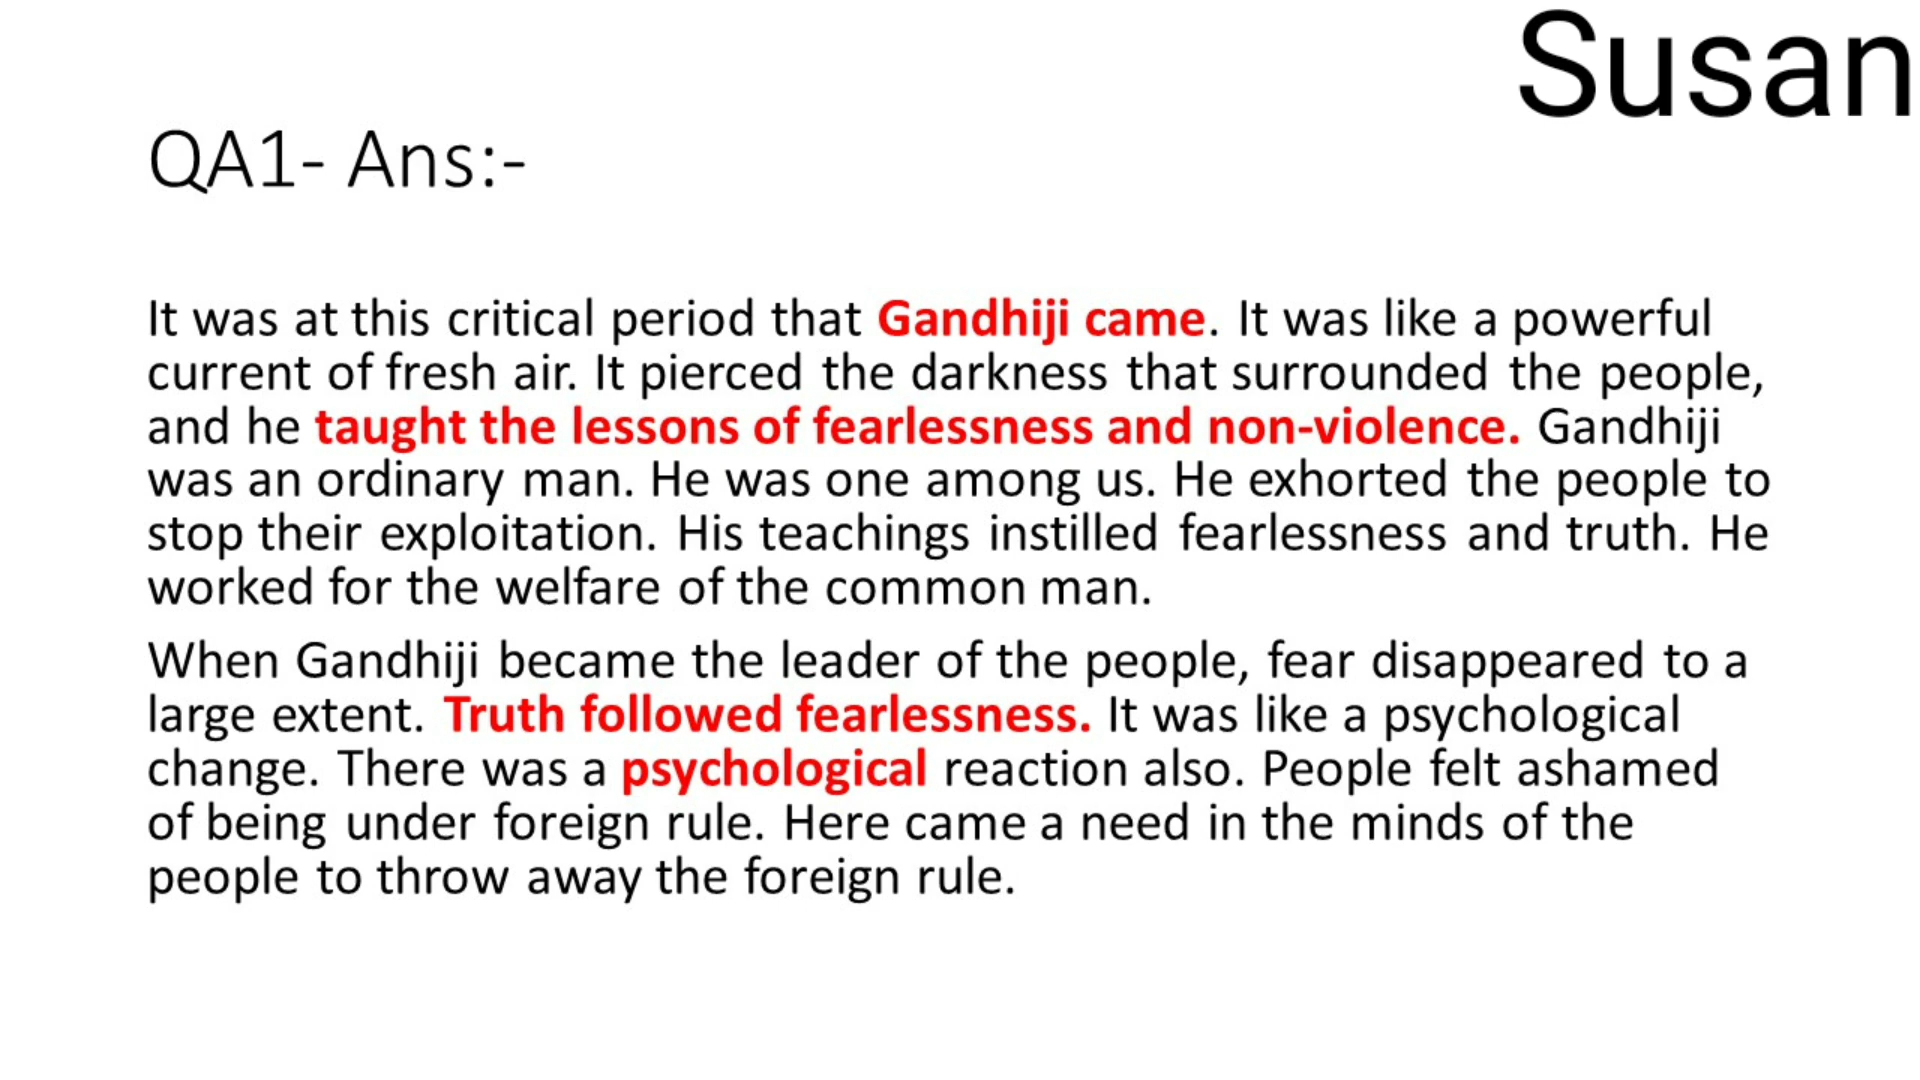 Susan
QA1- Ans:-
It was at this critical period that Gandhiji came. It was like a powerful
current of fresh air. It pierced the darkness that surrounded the people,
and he taught the lessons of fearlessness and non-violence. Gandhiji
was an ordinary man. He was one among us. He exhorted the people to
stop their exploitation. His teachings instilled fearlessness and truth. He
worked for the welfare of the common man.
When Gandhiji became the leader of the people, fear disappeared to a
large extent. Truth followed fearlessness. It was like a psychological
change. There was a psychological reaction also. People felt ashamed
of being under foreign rule. Here came a need in the minds of the
people to throw away the foreign rule.